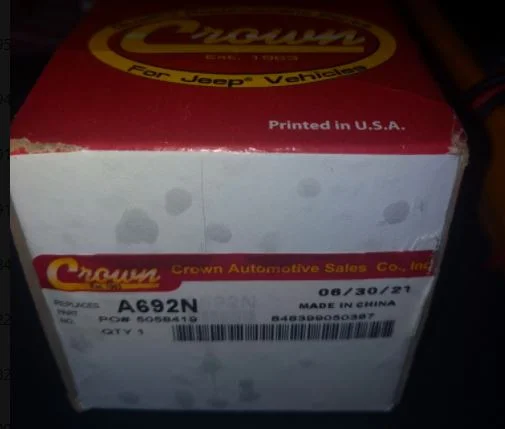 Crown
Est. 1963
For Jeep® Vehicles
Printed in U.S.A.
Crown
Crown Automotive Sales Co., Inc
06/30/21
REPLACES PART NO.
A692N
MADE IN CHINA
PO# 5058419
848399050387
QTY 1